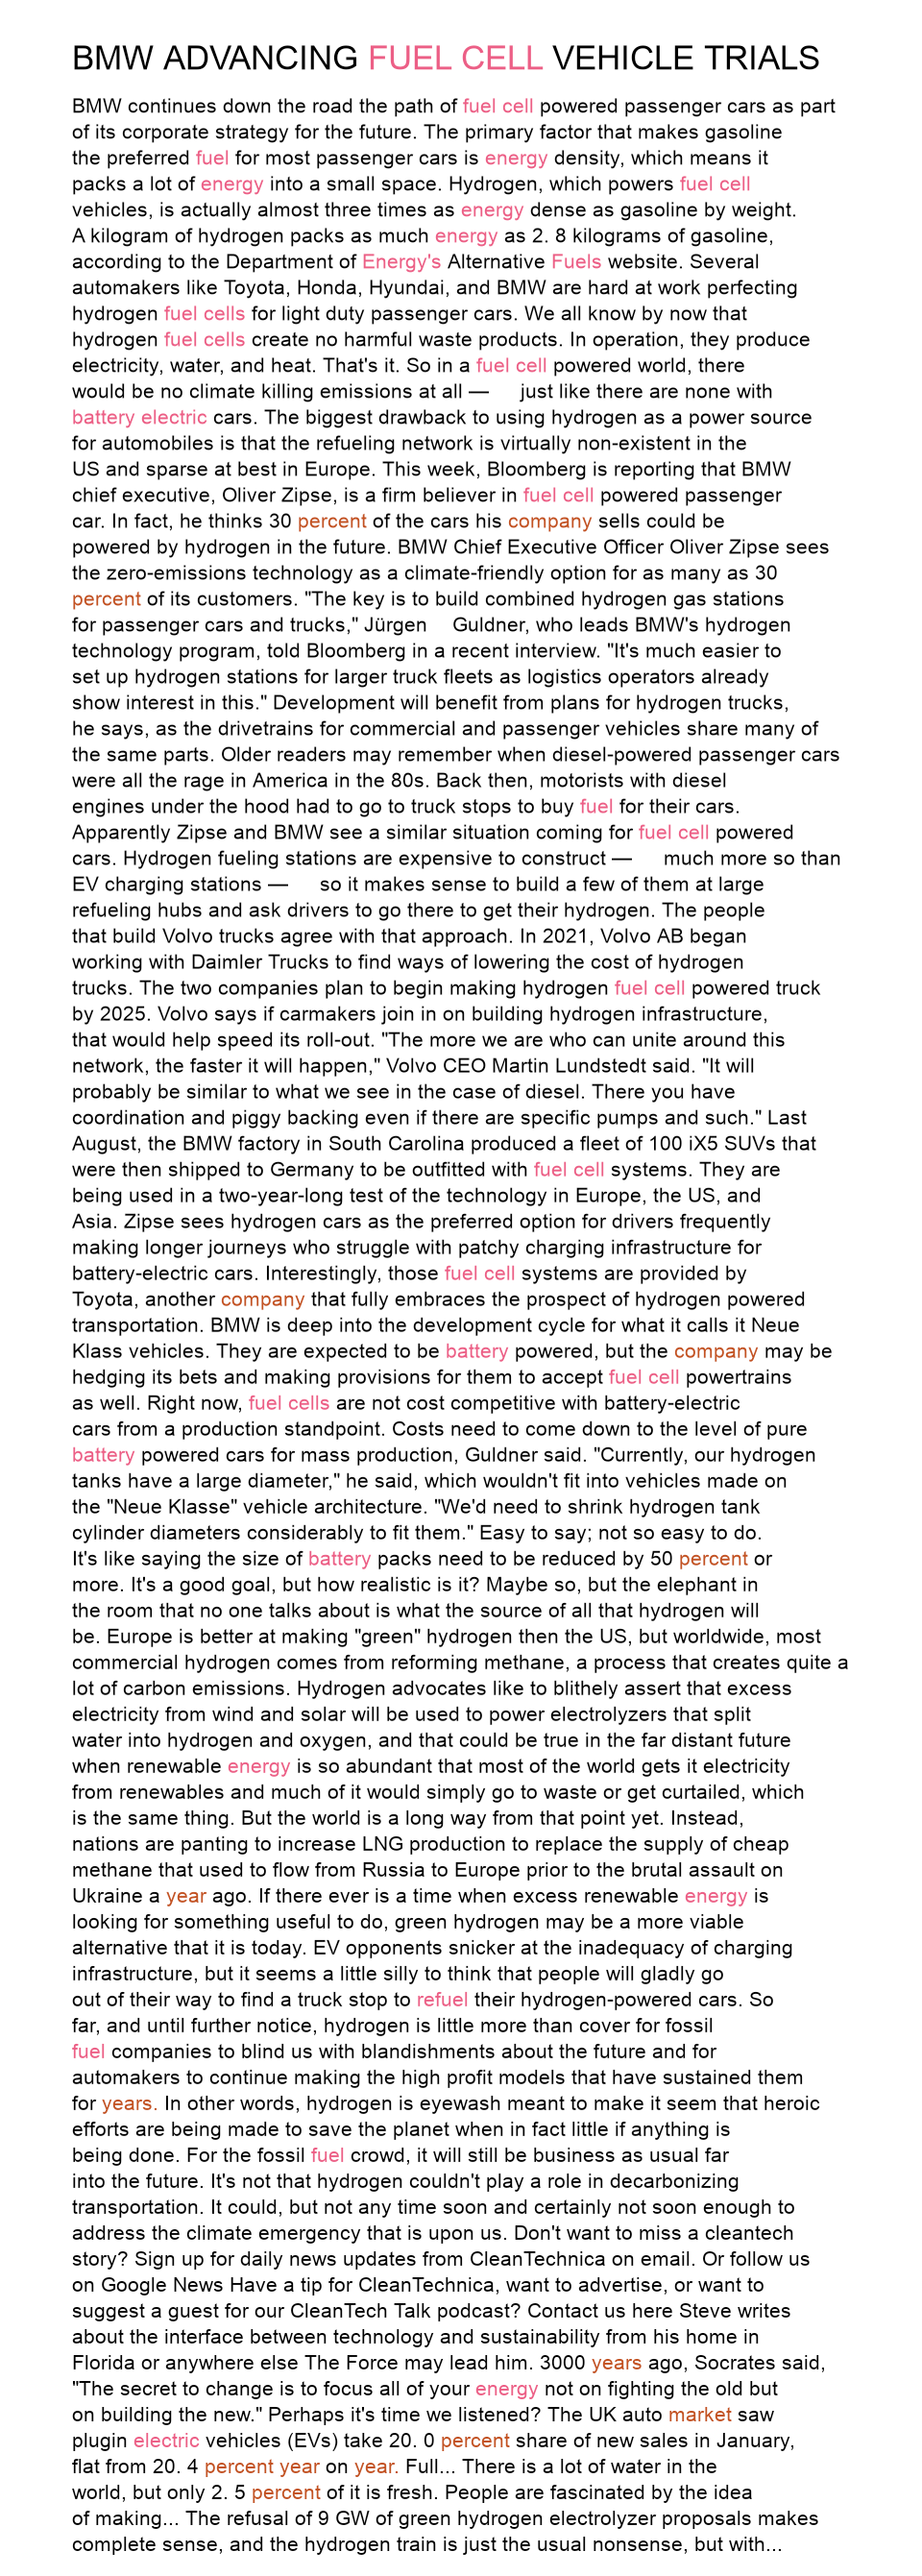 BMW ADVANCING FUEL CELL VEHICLE TRIALS
BMW continues down the road the path of fuel cell powered passenger cars as part
of its corporate strategy for the future. The primary factor that makes gasoline
the preferred fuel for most passenger cars is energy density, which means it
packs a lot of energy into a small space. Hydrogen, which powers fuel cell
vehicles, is actually almost three times as energy dense as gasoline by weight.
A kilogram of hydrogen packs as much energy as 2. 8 kilograms of gasoline,
according to the Department of Energy's Alternative Fuels website. Several
automakers like Toyota, Honda, Hyundai, and BMW are hard at work perfecting
hydrogen fuel cells for light duty passenger cars. We all know by now that
hydrogen fuel cells create no harmful waste products. In operation, they produce
electricity, water, and heat. That's it. So in a fuel cell powered world, there
would be no climate killing emissions at all — just like there are none with
battery electric cars. The biggest drawback to using hydrogen as a power source
for automobiles is that the refueling network is virtually non-existent in the
US and sparse at best in Europe. This week, Bloomberg is reporting that BMW
chief executive, Oliver Zipse, is a firm believer in fuel cell powered passenger
car. In fact, he thinks 30 percent of the cars his company sells could be
powered by hydrogen in the future. BMW Chief Executive Officer Oliver Zipse sees
the zero-emissions technology as a climate-friendly option for as many as 30
percent of its customers. "The key is to build combined hydrogen gas stations
for passenger cars and trucks," Jürgen Guldner, who leads BMW's hydrogen
technology program, told Bloomberg in a recent interview. "It's much easier to
set up hydrogen stations for larger truck fleets as logistics operators already
show interest in this." Development will benefit from plans for hydrogen trucks,
he says, as the drivetrains for commercial and passenger vehicles share many of
the same parts. Older readers may remember when diesel-powered passenger cars
were all the rage in America in the 80s. Back then, motorists with diesel
engines under the hood had to go to truck stops to buy fuel for their cars.
Apparently Zipse and BMW see a similar situation coming for fuel cell powered
cars. Hydrogen fueling stations are expensive to construct — much more so than
EV charging stations — so it makes sense to build a few of them at large
refueling hubs and ask drivers to go there to get their hydrogen. The people
that build Volvo trucks agree with that approach. In 2021, Volvo AB began
working with Daimler Trucks to find ways of lowering the cost of hydrogen
trucks. The two companies plan to begin making hydrogen fuel cell powered truck
by 2025. Volvo says if carmakers join in on building hydrogen infrastructure,
that would help speed its roll-out. "The more we are who can unite around this
network, the faster it will happen," Volvo CEO Martin Lundstedt said. "It will
probably be similar to what we see in the case of diesel. There you have
coordination and piggy backing even if there are specific pumps and such." Last
August, the BMW factory in South Carolina produced a fleet of 100 iX5 SUVs that
were then shipped to Germany to be outfitted with fuel cell systems. They are
being used in a two-year-long test of the technology in Europe, the US, and
Asia. Zipse sees hydrogen cars as the preferred option for drivers frequently
making longer journeys who struggle with patchy charging infrastructure for
battery-electric cars. Interestingly, those fuel cell systems are provided by
Toyota, another company that fully embraces the prospect of hydrogen powered
transportation. BMW is deep into the development cycle for what it calls it Neue
Klass vehicles. They are expected to be battery powered, but the company may be
hedging its bets and making provisions for them to accept fuel cell powertrains
as well. Right now, fuel cells are not cost competitive with battery-electric
cars from a production standpoint. Costs need to come down to the level of pure
battery powered cars for mass production, Guldner said. "Currently, our hydrogen
tanks have a large diameter," he said, which wouldn't fit into vehicles made on
the "Neue Klasse" vehicle architecture. "We'd need to shrink hydrogen tank
cylinder diameters considerably to fit them." Easy to say; not so easy to do.
It's like saying the size of battery packs need to be reduced by 50 percent or
more. It's a good goal, but how realistic is it? Maybe so, but the elephant in
the room that no one talks about is what the source of all that hydrogen will
be. Europe is better at making "green" hydrogen then the US, but worldwide, most
commercial hydrogen comes from reforming methane, a process that creates quite a
lot of carbon emissions. Hydrogen advocates like to blithely assert that excess
electricity from wind and solar will be used to power electrolyzers that split
water into hydrogen and oxygen, and that could be true in the far distant future
when renewable energy is so abundant that most of the world gets it electricity
from renewables and much of it would simply go to waste or get curtailed, which
is the same thing. But the world is a long way from that point yet. Instead,
nations are panting to increase LNG production to replace the supply of cheap
methane that used to flow from Russia to Europe prior to the brutal assault on
Ukraine a year ago. If there ever is a time when excess renewable energy is
looking for something useful to do, green hydrogen may be a more viable
alternative that it is today. EV opponents snicker at the inadequacy of charging
infrastructure, but it seems a little silly to think that people will gladly go
out of their way to find a truck stop to refuel their hydrogen-powered cars. So
far, and until further notice, hydrogen is little more than cover for fossil
fuel companies to blind us with blandishments about the future and for
automakers to continue making the high profit models that have sustained them
for years. In other words, hydrogen is eyewash meant to make it seem that heroic
efforts are being made to save the planet when in fact little if anything is
being done. For the fossil fuel crowd, it will still be business as usual far
into the future. It's not that hydrogen couldn't play a role in decarbonizing
transportation. It could, but not any time soon and certainly not soon enough to
address the climate emergency that is upon us. Don't want to miss a cleantech
story? Sign up for daily news updates from CleanTechnica on email. Or follow us
on Google News Have a tip for CleanTechnica, want to advertise, or want to
suggest a guest for our CleanTech Talk podcast? Contact us here Steve writes
about the interface between technology and sustainability from his home in
Florida or anywhere else The Force may lead him. 3000 years ago, Socrates said,
"The secret to change is to focus all of your energy not on fighting the old but
on building the new." Perhaps it's time we listened? The UK auto market saw
plugin electric vehicles (EVs) take 20. 0 percent share of new sales in January,
flat from 20. 4 percent year on year. Full... There is a lot of water in the
world, but only 2. 5 percent of it is fresh. People are fascinated by the idea
of making... The refusal of 9 GW of green hydrogen electrolyzer proposals makes
complete sense, and the hydrogen train is just the usual nonsense, but with...